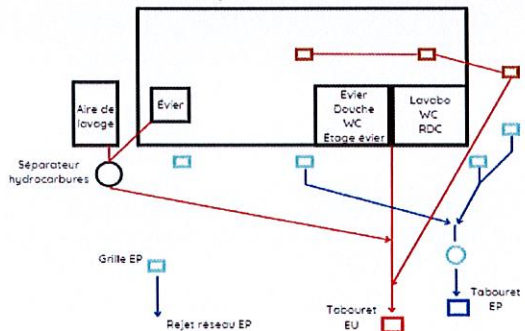 Aire de
lavage
Évier
Evier
Douche
WC
Etage évier
Lavabo
WC
RDC
Séparateur
hydrocarbures
Grille EP
Rejet réseau EP
Tabouret
EU
Tabouret
EP